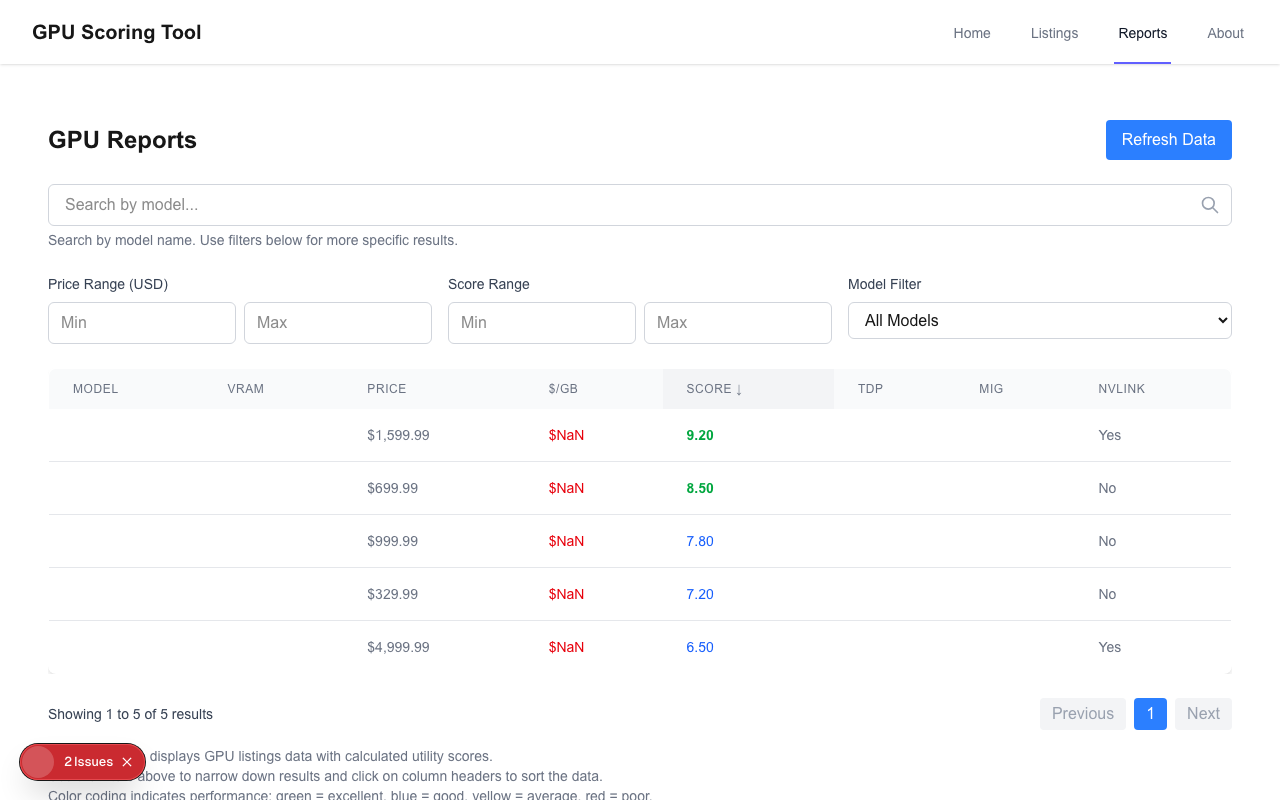 GPU Scoring Tool
Home Listings Reports About
GPU Reports
Refresh Data
Search by model...
Search by model name. Use filters below for more specific results.
Price Range (USD) Score Range Model Filter
Min Max Min Max All Models
MODEL VRAM PRICE $/GB SCORE ↓ TDP MIG NVLINK
$1,599.99 $NaN 9.20 Yes
$699.99 $NaN 8.50 No
$999.99 $NaN 7.80 No
$329.99 $NaN 7.20 No
$4,999.99 $NaN 6.50 Yes
Showing 1 to 5 of 5 results
Previous 1 Next
displays GPU listings data with calculated utility scores.
2 Issues
above to narrow down results and click on column headers to sort the data.
Color coding indicates performance: green = excellent, blue = good, yellow = average, red = poor.